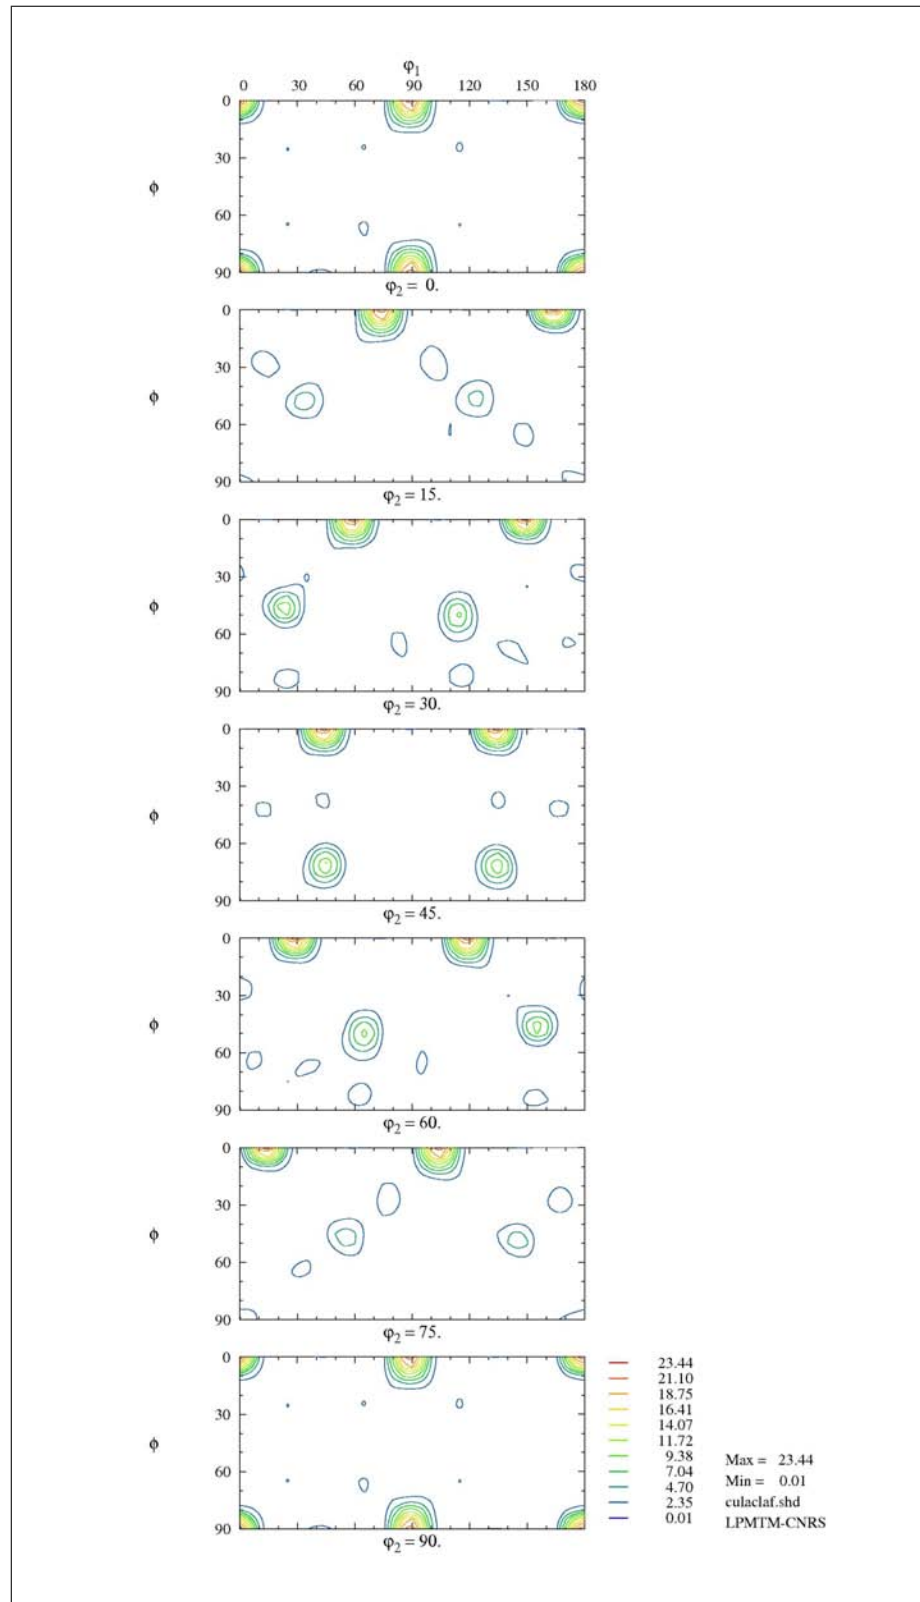 φ1
0 30 60 90 120 150 180
0
30
ϕ
60
90
φ2 = 0.
0
30
ϕ
60
90
φ2 = 15.
0
30
ϕ
60
90
φ2 = 30.
0
30
ϕ
60
90
φ2 = 45.
0
30
ϕ
60
90
φ2 = 60.
0
30
ϕ
60
90
φ2 = 75.
0
30
ϕ
60
90
φ2 = 90.
23.44
21.10
18.75
16.41
14.07
11.72
9.38
7.04
4.70
2.35
0.01
Max = 23.44
Min = 0.01
culaclaf.shd
LPMTM-CNRS